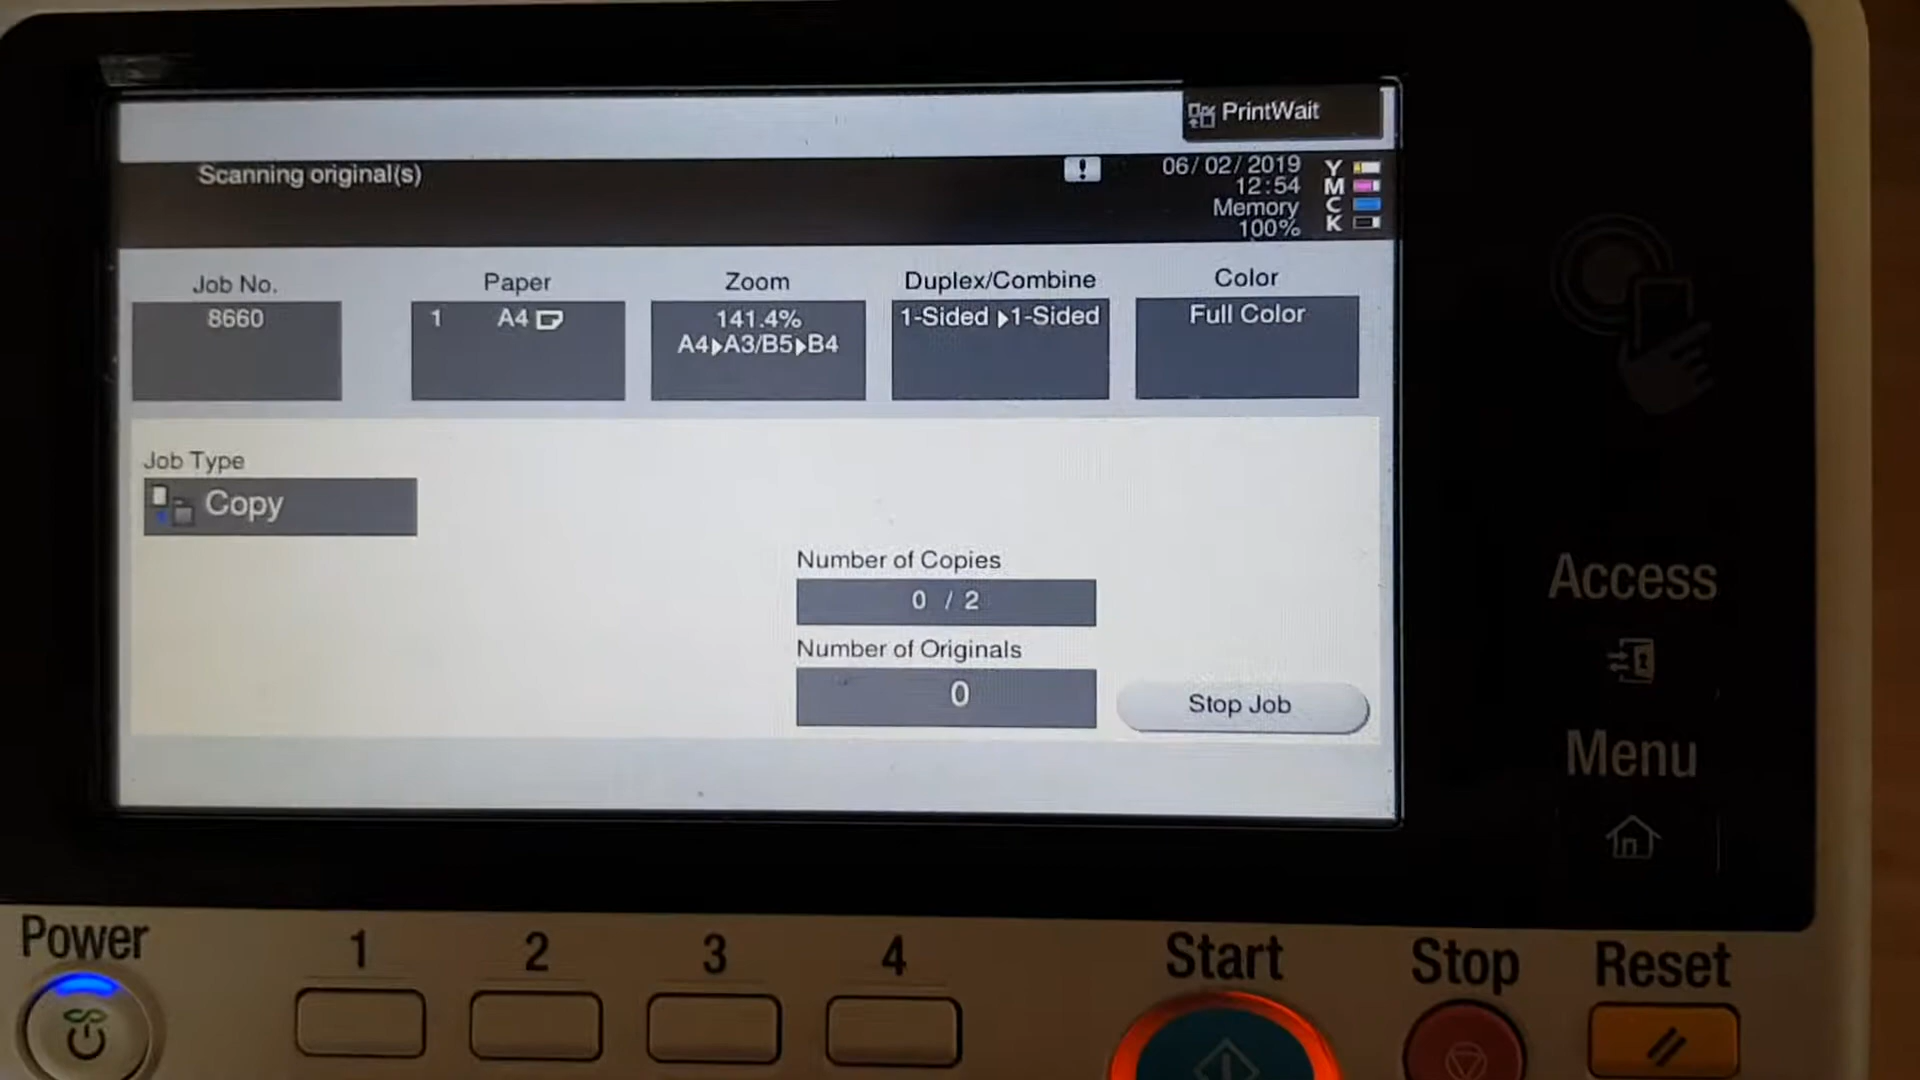 PrintWait
Scanning original(s)
!
06/02/2019
12:54
Memory
100%
Y
M
C
K
Job No.
8660
Paper
1 A4
Zoom
141.4%
A4▸A3/B5▸B4
Duplex/Combine
1-Sided ▸1-Sided
Color
Full Color
Job Type
Copy
Number of Copies
0 / 2
Number of Originals
0
Stop Job
Access
Menu
Power
1
2
3
4
Start
Stop
Reset